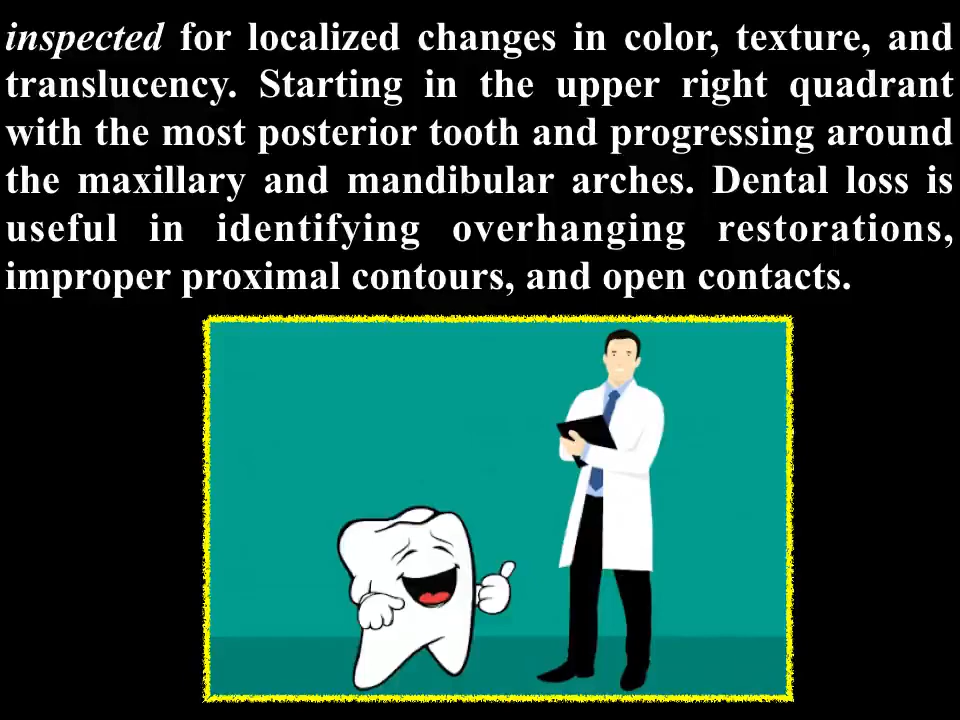 inspected for localized changes in color, texture, and
translucency. Starting in the upper right quadrant
with the most posterior tooth and progressing around
the maxillary and mandibular arches. Dental loss is
useful in identifying overhanging restorations,
improper proximal contours, and open contacts.